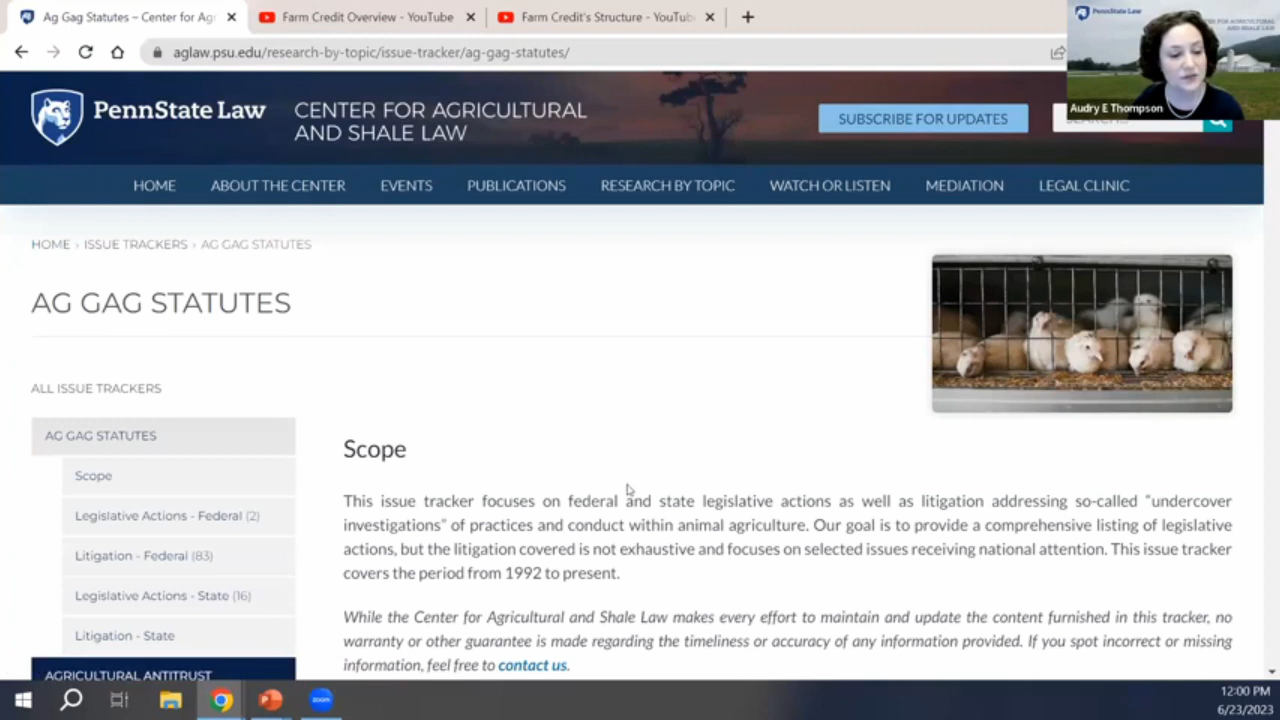 Ag Gag Statutes – Center for Ag
Farm Credit Overview - YouTube
Farm Credit's Structure - YouTub
aglaw.psu.edu/research-by-topic/issue-tracker/ag-gag-statutes/
PennState Law
CENTER FOR AGRICULTURAL
AND SHALE LAW
Audry E Thompson
PennState Law
CENTER FOR AGRICULTURAL
AND SHALE LAW
SUBSCRIBE FOR UPDATES
SEARCH...
HOME
ABOUT THE CENTER
EVENTS
PUBLICATIONS
RESEARCH BY TOPIC
WATCH OR LISTEN
MEDIATION
LEGAL CLINIC
HOME › ISSUE TRACKERS › AG GAG STATUTES
AG GAG STATUTES
ALL ISSUE TRACKERS
AG GAG STATUTES
Scope
Legislative Actions - Federal (2)
Litigation - Federal (83)
Legislative Actions - State (16)
Litigation - State
AGRICULTURAL ANTITRUST
Scope
This issue tracker focuses on federal and state legislative actions as well as litigation addressing so-called “undercover
investigations” of practices and conduct within animal agriculture. Our goal is to provide a comprehensive listing of legislative
actions, but the litigation covered is not exhaustive and focuses on selected issues receiving national attention. This issue tracker
covers the period from 1992 to present.
While the Center for Agricultural and Shale Law makes every effort to maintain and update the content furnished in this tracker, no
warranty or other guarantee is made regarding the timeliness or accuracy of any information provided. If you spot incorrect or missing
information, feel free to contact us.
zoom
12:00 PM
6/23/2023